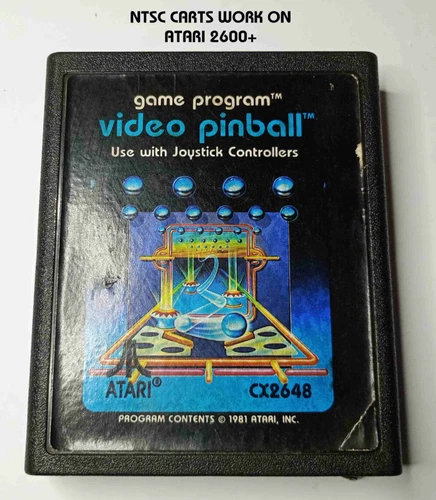 NTSC CARTS WORK ON
ATARI 2600+
game program™
video pinball™
Use with Joystick Controllers
ATARI® CX2648
PROGRAM CONTENTS © 1981 ATARI, INC.